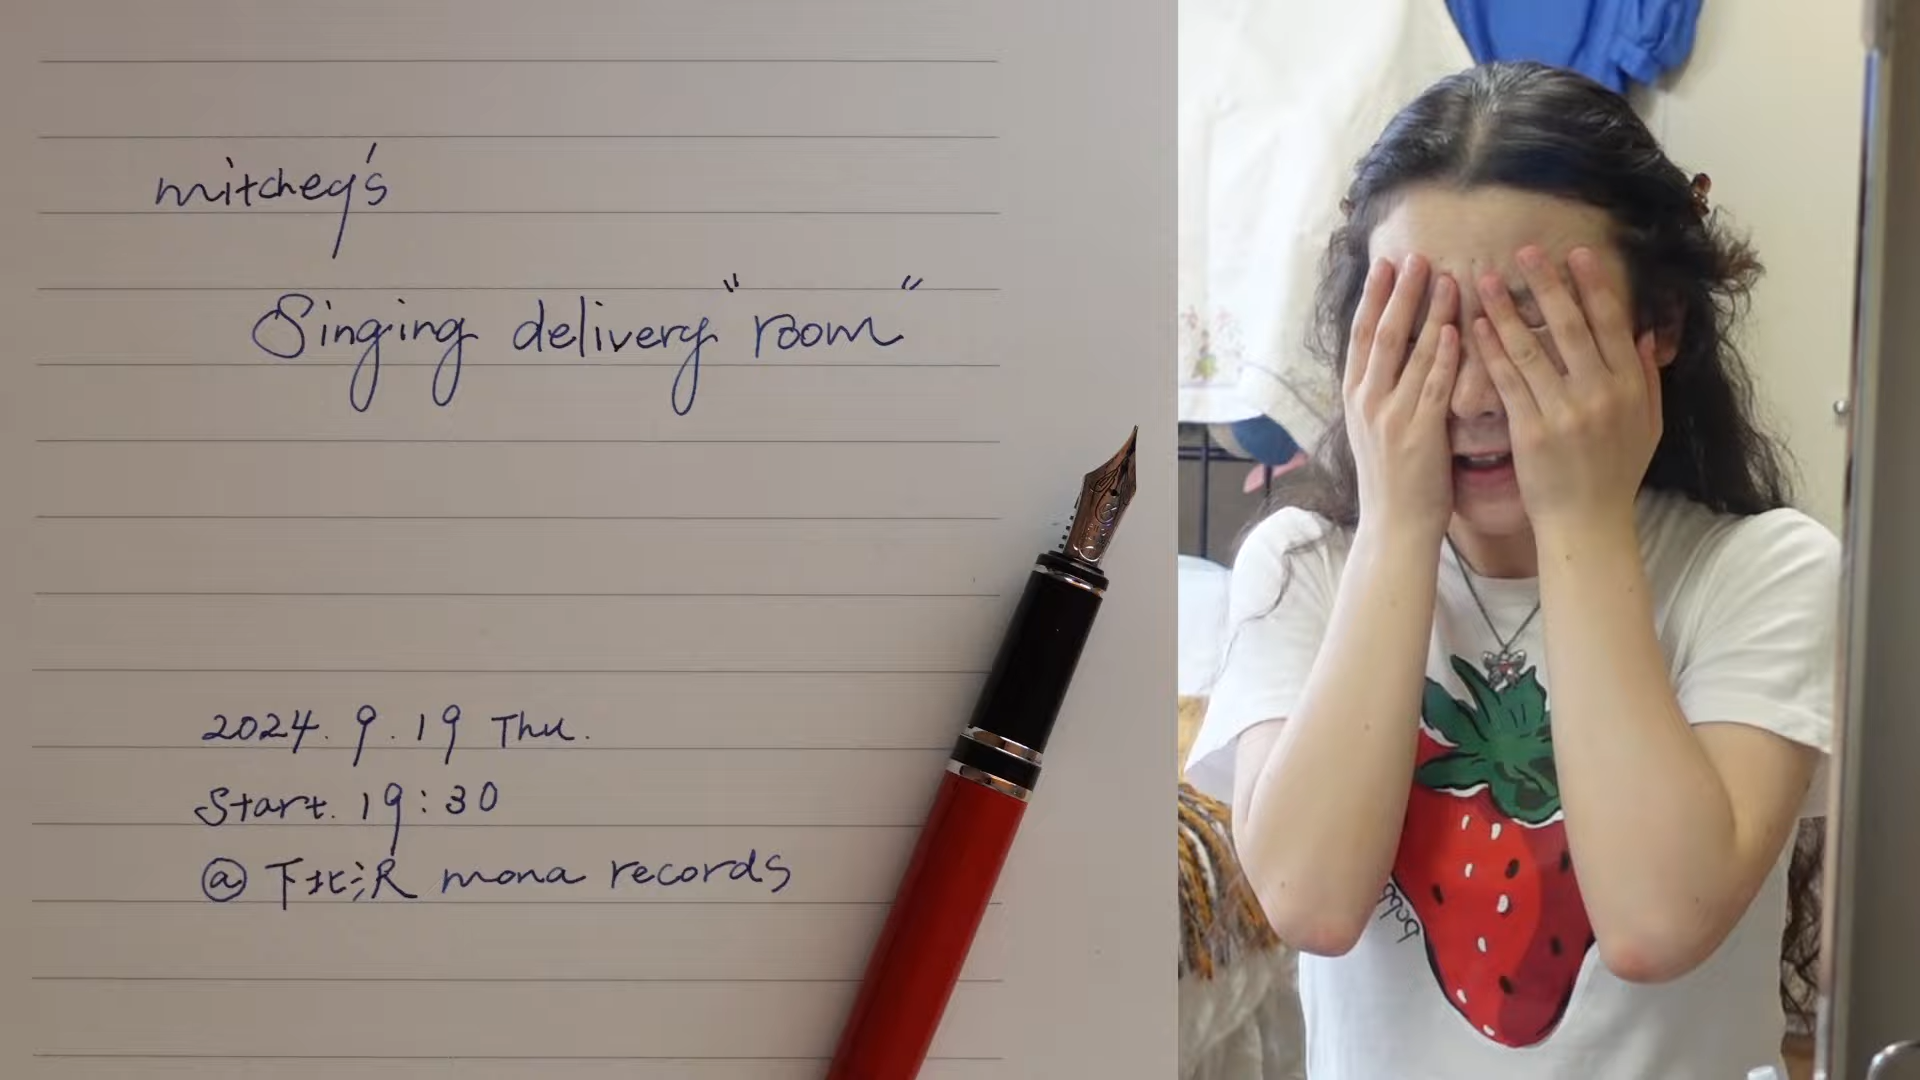 mitchey's
Singing delivery "room"
2024. 9. 19 Thu.
Start. 19:30
@下北沢 mona records